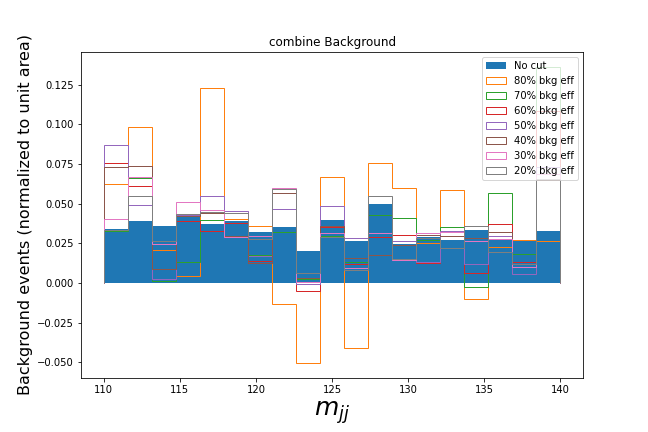 combine Background
Background events (normalized to unit area)
0.125
0.100
0.075
0.050
0.025
0.000
−0.025
−0.050
No cut
80% bkg eff
70% bkg eff
60% bkg eff
50% bkg eff
40% bkg eff
30% bkg eff
20% bkg eff
110 115 120 125 130 135 140
m_{jj}